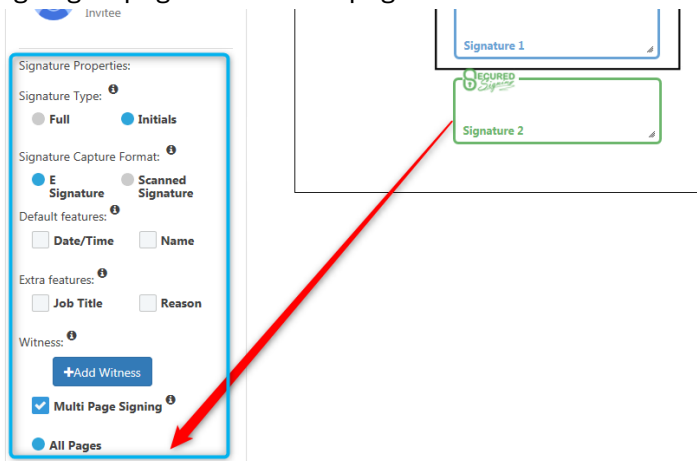 Invitee
Signature Properties:
Signature Type:
Full Initials
Signature Capture Format:
E Signature Scanned Signature
Default features:
Date/Time Name
Extra features:
Job Title Reason
Witness:
+Add Witness
Multi Page Signing
All Pages
Signature 1
SECURED
Signing
Signature 2